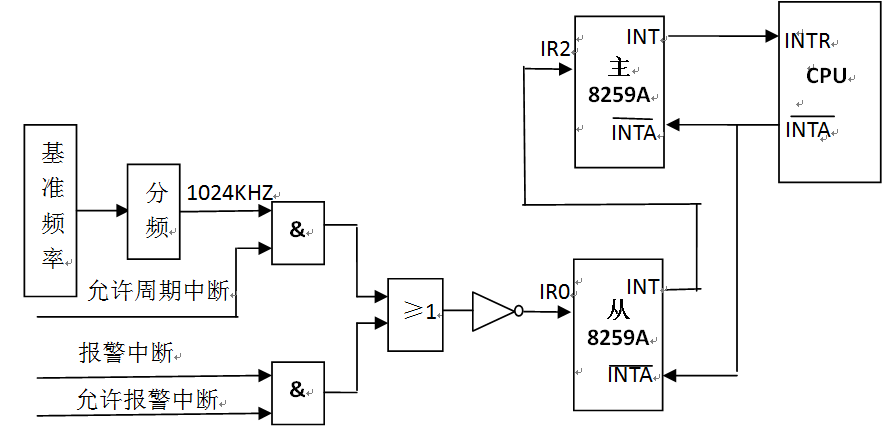 基
准
频
率
分
频
1024KHZ
&
允许周期中断
报警中断
允许报警中断
&
≥1
IR0
INT
从
8259A
INTA
IR2
INT
主
8259A
INTA
INTR
CPU
INTA